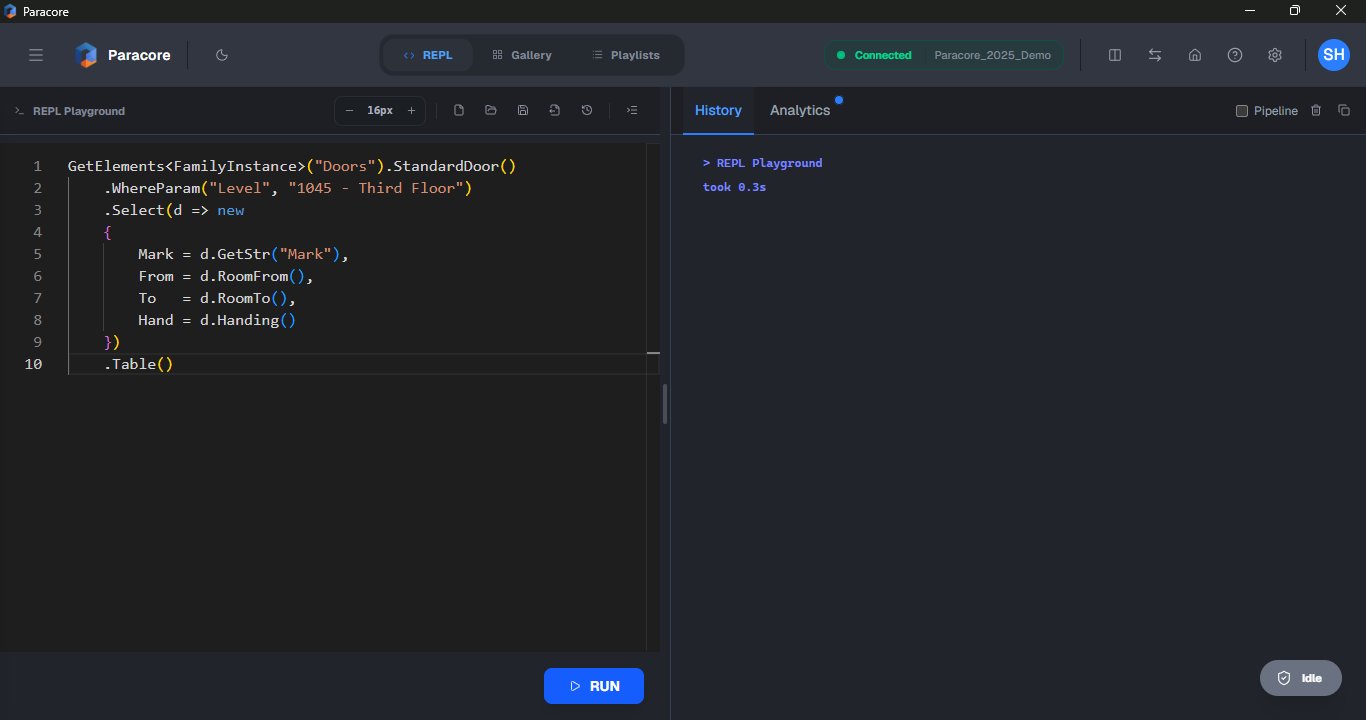 Paracore
Paracore
REPL
Gallery
Playlists
Connected
Paracore_2025_Demo
SH
>_ REPL Playground
− 16px +
History
Analytics
Pipeline
1 GetElements<FamilyInstance>("Doors").StandardDoor()
2 .WhereParam("Level", "1045 - Third Floor")
3 .Select(d => new
4 {
5 Mark = d.GetStr("Mark"),
6 From = d.RoomFrom(),
7 To   = d.RoomTo(),
8 Hand = d.Handing()
9 })
10 .Table()
> REPL Playground
took 0.3s
RUN
Idle